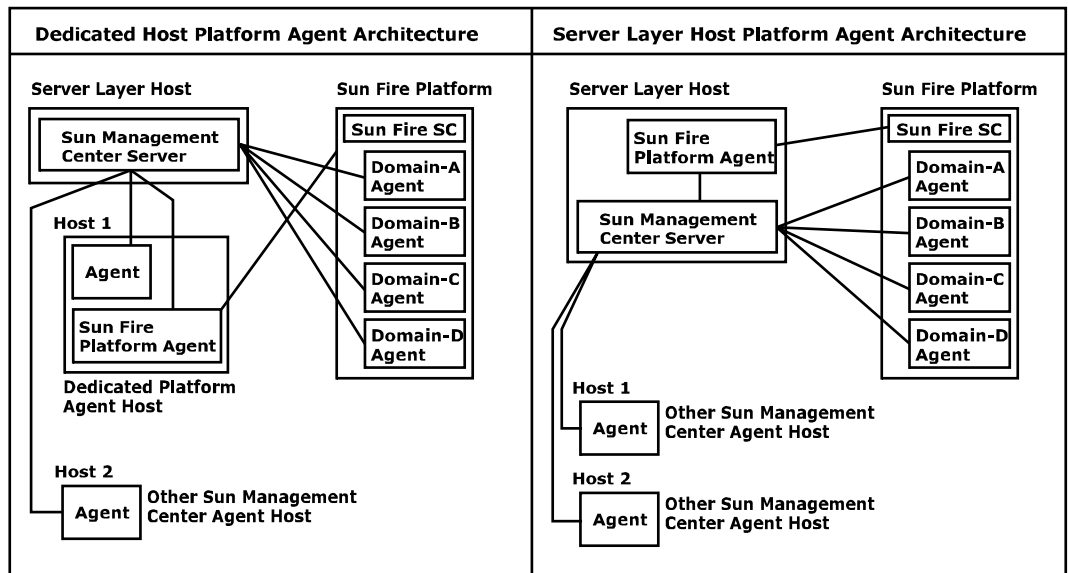 Dedicated Host Platform Agent Architecture
Server Layer Host
Sun Management
Center Server
Sun Fire Platform
Sun Fire SC
Domain-A
Agent
Domain-B
Agent
Domain-C
Agent
Domain-D
Agent
Host 1
Agent
Sun Fire
Platform Agent
Dedicated Platform
Agent Host
Host 2
Agent
Other Sun Management
Center Agent Host
Server Layer Host Platform Agent Architecture
Server Layer Host
Sun Fire
Platform Agent
Sun Management
Center Server
Sun Fire Platform
Sun Fire SC
Domain-A
Agent
Domain-B
Agent
Domain-C
Agent
Domain-D
Agent
Host 1
Agent
Other Sun Management
Center Agent Host
Host 2
Agent
Other Sun Management
Center Agent Host